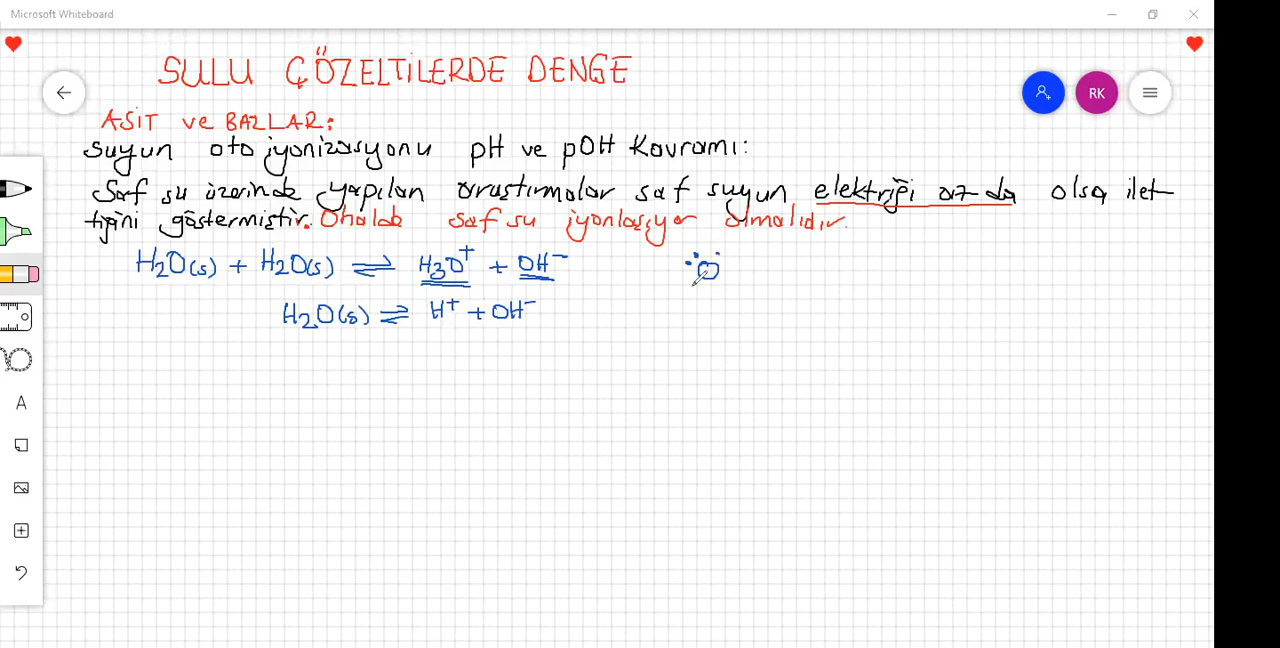 Microsoft Whiteboard
SULU ÇÖZELTİLERDE DENGE
RK
ASİT ve BAZLAR:
suyun oto iyonizasyonu pH ve pOH Kavramı:
Saf su üzerinde yapılan araştırmalar saf suyun elektriği az da olsa ilet-
tiğini göstermiştir. Ohalde saf su iyonlaşıyor olmalıdır.
H₂O(s) + H₂O(s) ⇌ H₃O⁺ + OH⁻
H₂O(s) ⇌ H⁺ + OH⁻
A